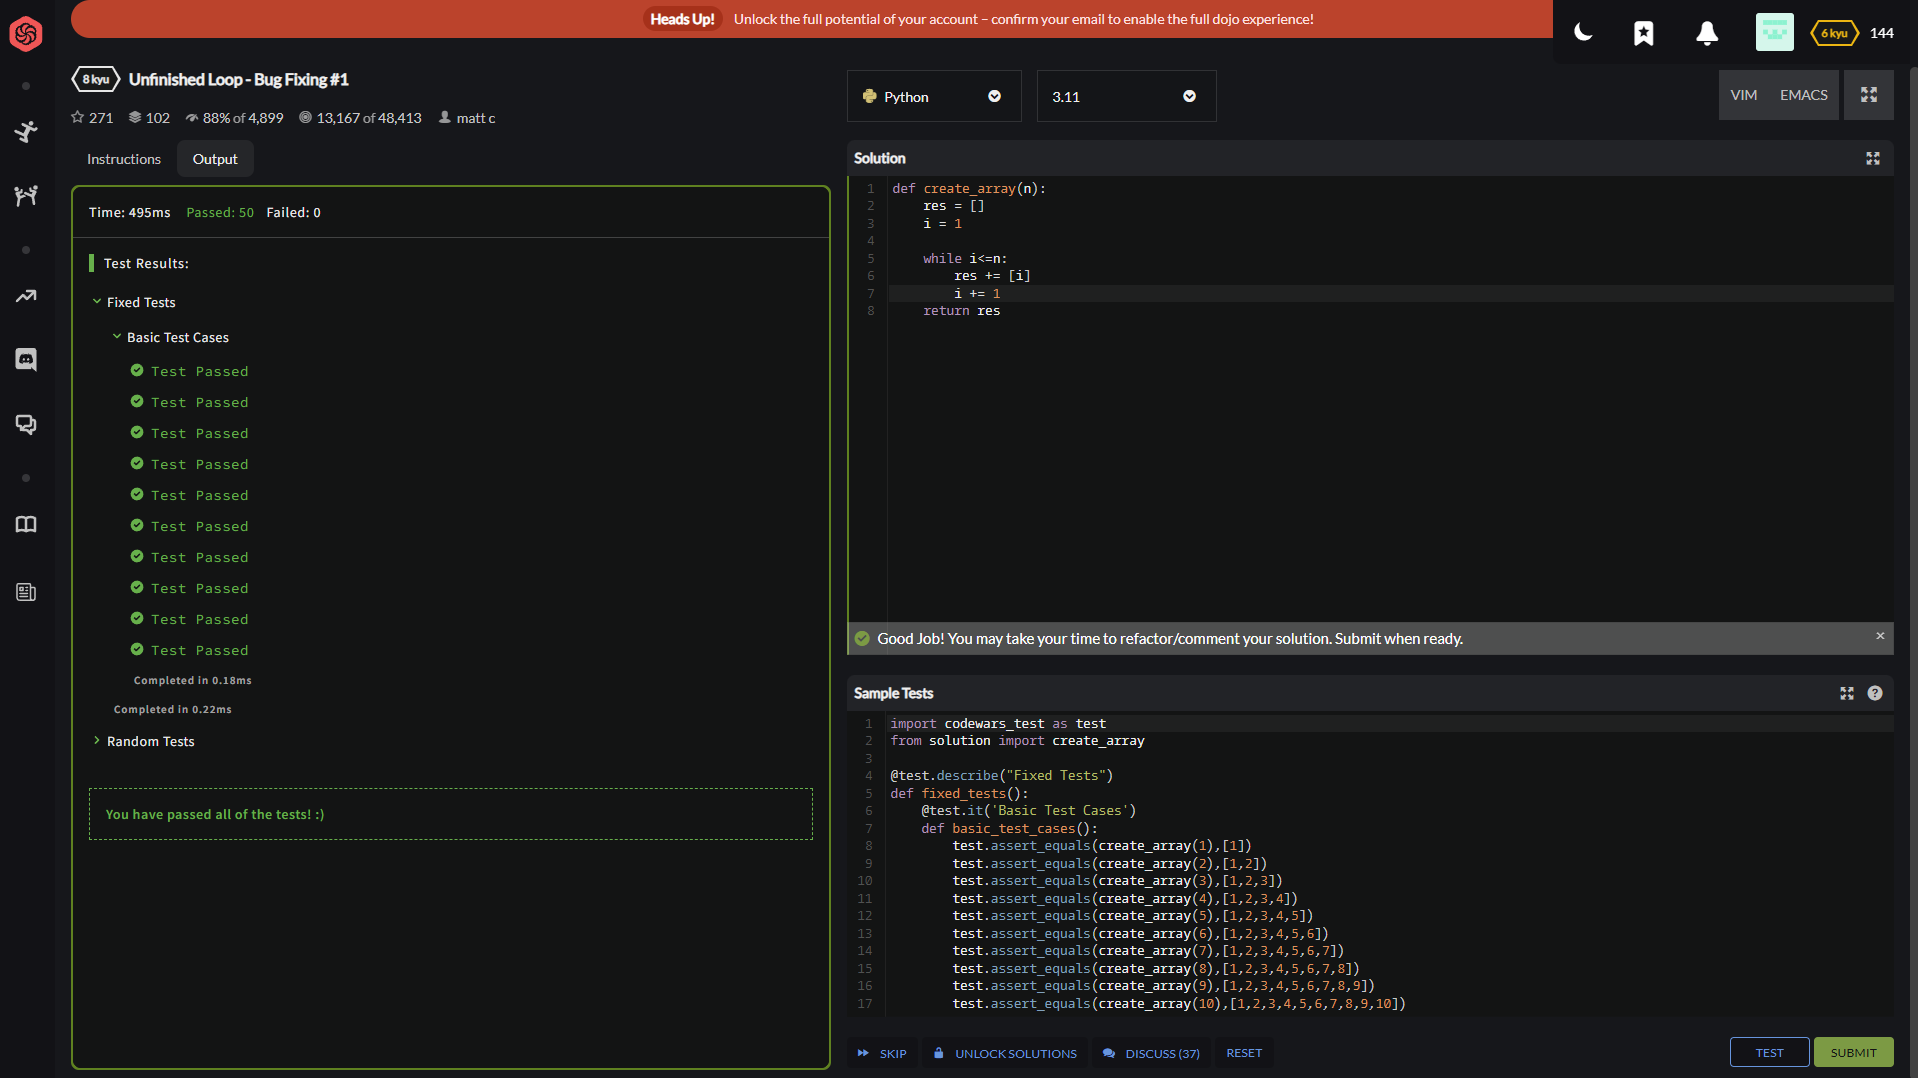 Heads Up! Unlock the full potential of your account – confirm your email to enable the full dojo experience!
6 kyu 144
8 kyu Unfinished Loop - Bug Fixing #1
271 102 88% of 4,899 13,167 of 48,413 matt c
Instructions Output
Time: 495ms Passed: 50 Failed: 0
Test Results:
Fixed Tests
Basic Test Cases
Test Passed
Test Passed
Test Passed
Test Passed
Test Passed
Test Passed
Test Passed
Test Passed
Test Passed
Test Passed
Completed in 0.18ms
Completed in 0.22ms
Random Tests
You have passed all of the tests! :)
Python 3.11 VIM EMACS
Solution
1 def create_array(n):
2 res = []
3 i = 1
4
5 while i<=n:
6 res += [i]
7 i += 1
8 return res
Good Job! You may take your time to refactor/comment your solution. Submit when ready. ×
Sample Tests ?
1 import codewars_test as test
2 from solution import create_array
3
4 @test.describe("Fixed Tests")
5 def fixed_tests():
6 @test.it('Basic Test Cases')
7 def basic_test_cases():
8 test.assert_equals(create_array(1),[1])
9 test.assert_equals(create_array(2),[1,2])
10 test.assert_equals(create_array(3),[1,2,3])
11 test.assert_equals(create_array(4),[1,2,3,4])
12 test.assert_equals(create_array(5),[1,2,3,4,5])
13 test.assert_equals(create_array(6),[1,2,3,4,5,6])
14 test.assert_equals(create_array(7),[1,2,3,4,5,6,7])
15 test.assert_equals(create_array(8),[1,2,3,4,5,6,7,8])
16 test.assert_equals(create_array(9),[1,2,3,4,5,6,7,8,9])
17 test.assert_equals(create_array(10),[1,2,3,4,5,6,7,8,9,10])
SKIP UNLOCK SOLUTIONS DISCUSS (37) RESET TEST SUBMIT